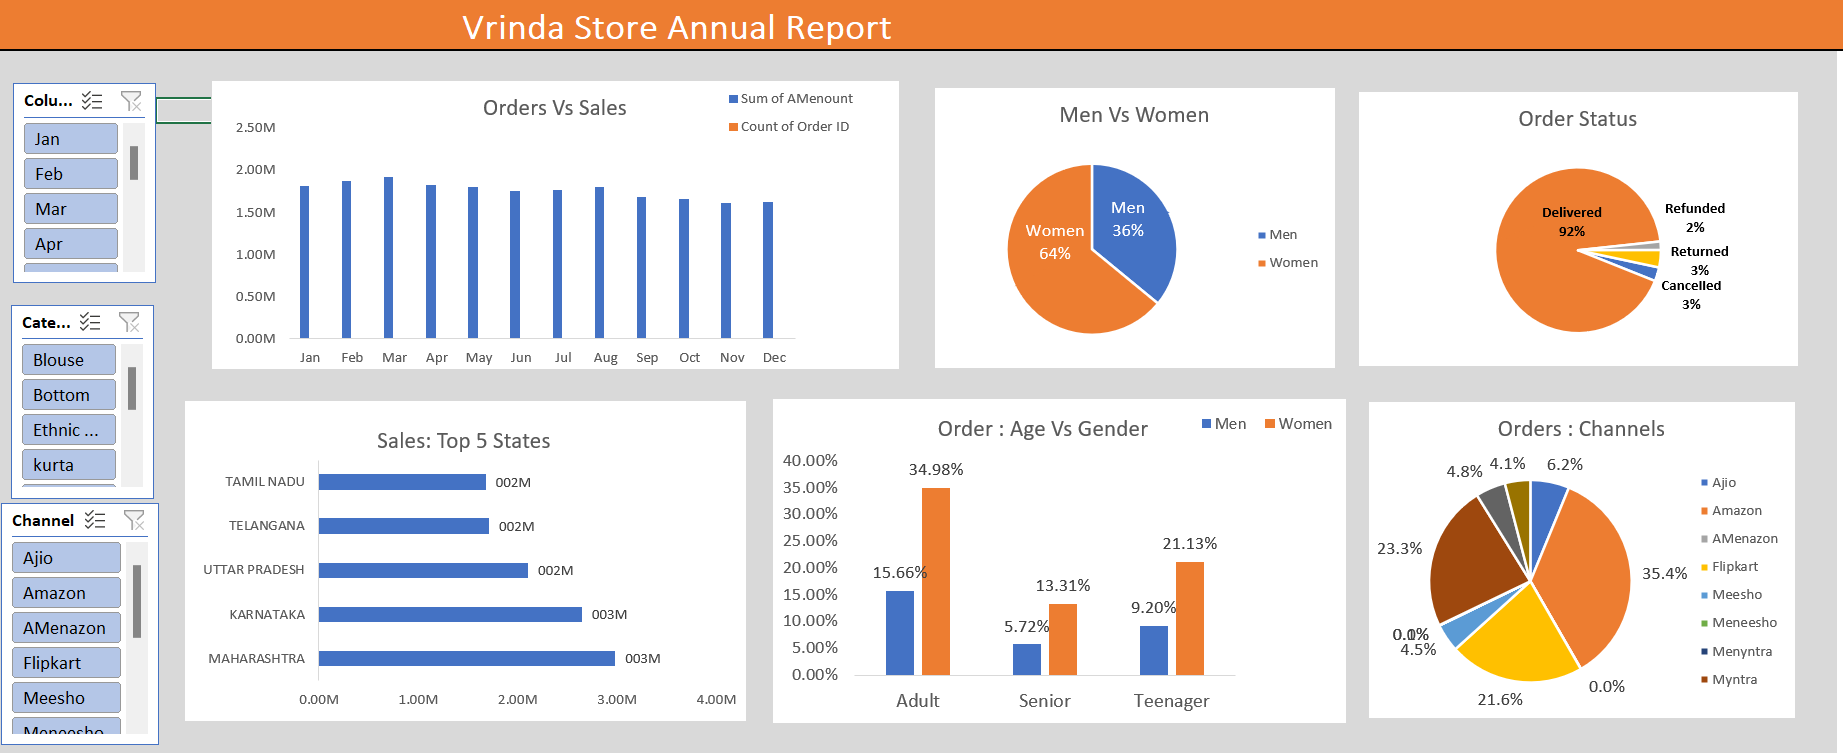 Vrinda Store Annual Report
Colu...
Jan
Feb
Mar
Apr
Cate...
Blouse
Bottom
Ethnic ...
kurta
Channel
Ajio
Amazon
AMenazon
Flipkart
Meesho
Meneesho
Orders Vs Sales
Sum of AMenount
Count of Order ID
2.50M
2.00M
1.50M
1.00M
0.50M
0.00M
Jan Feb Mar Apr May Jun Jul Aug Sep Oct Nov Dec
Men Vs Women
Men
36%
Women
64%
Men
Women
Order Status
Delivered
92%
Refunded
2%
Returned
3%
Cancelled
3%
Sales: Top 5 States
TAMIL NADU 002M
TELANGANA 002M
UTTAR PRADESH 002M
KARNATAKA 003M
MAHARASHTRA 003M
0.00M 1.00M 2.00M 3.00M 4.00M
Order : Age Vs Gender
Men Women
40.00%
35.00%
30.00%
25.00%
20.00%
15.00%
10.00%
5.00%
0.00%
15.66% 34.98%
5.72% 13.31%
9.20% 21.13%
Adult Senior Teenager
Orders : Channels
4.8% 4.1% 6.2%
23.3%
35.4%
4.5%
21.6%
0.0%
Ajio
Amazon
AMenazon
Flipkart
Meesho
Meneesho
Menyntra
Myntra